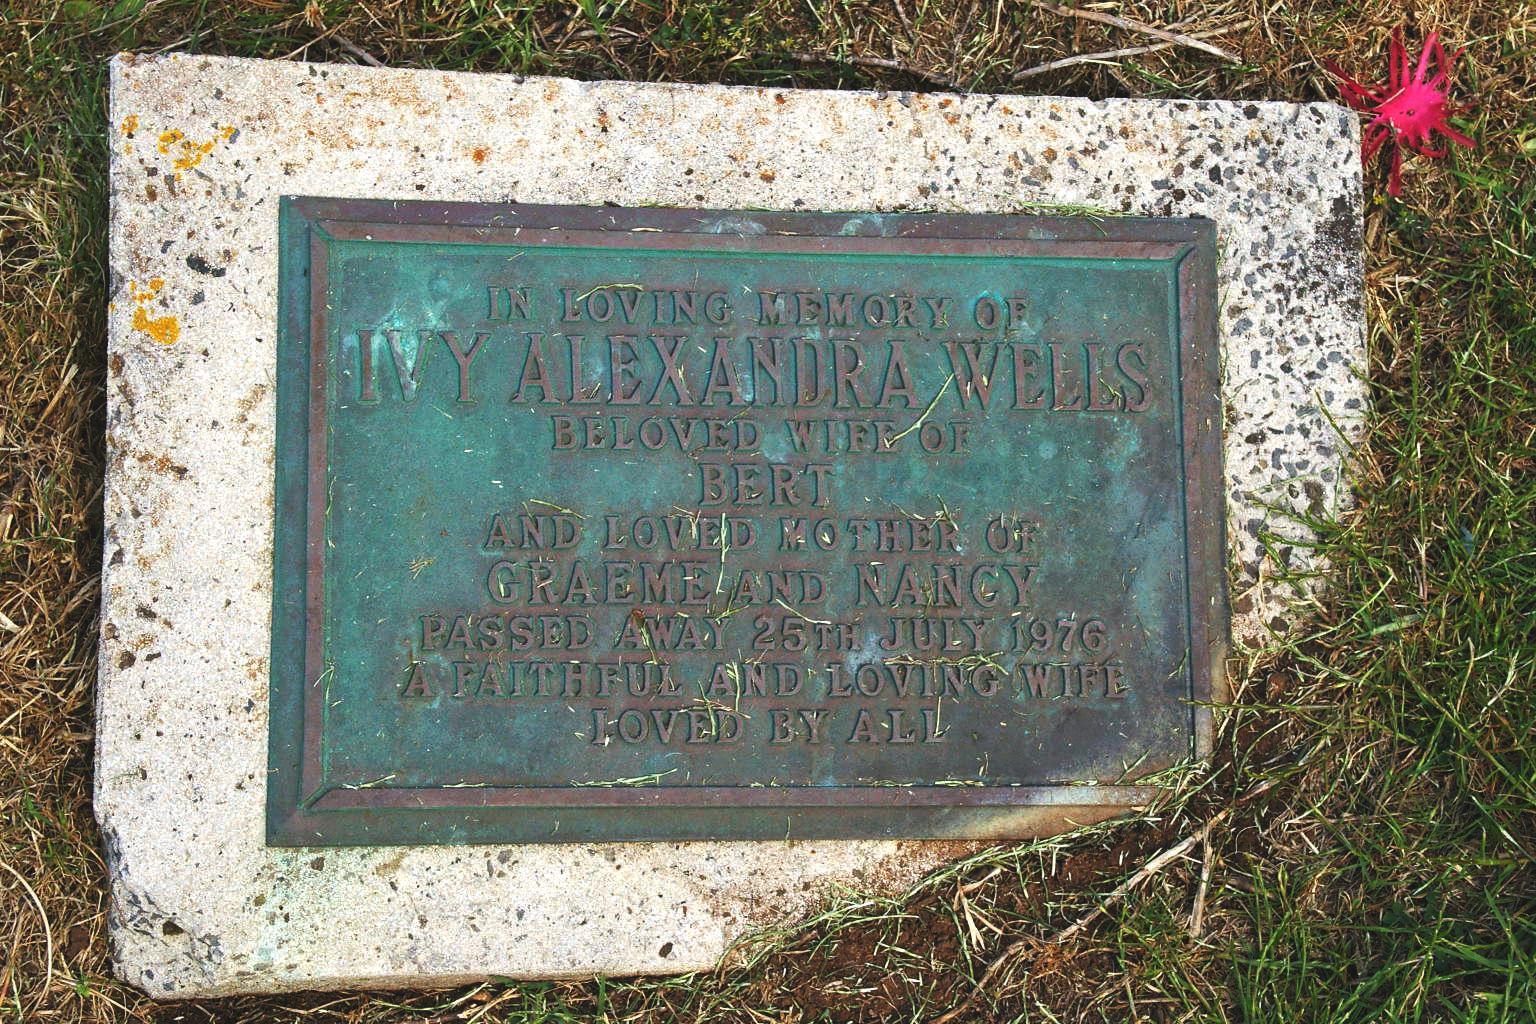 IN LOVING MEMORY OF
IVY ALEXANDRA WELLS
BELOVED WIFE OF
BERT
AND LOVED MOTHER OF
GRAEME AND NANCY
PASSED AWAY 25TH JULY 1976
A FAITHFUL AND LOVING WIFE
LOVED BY ALL